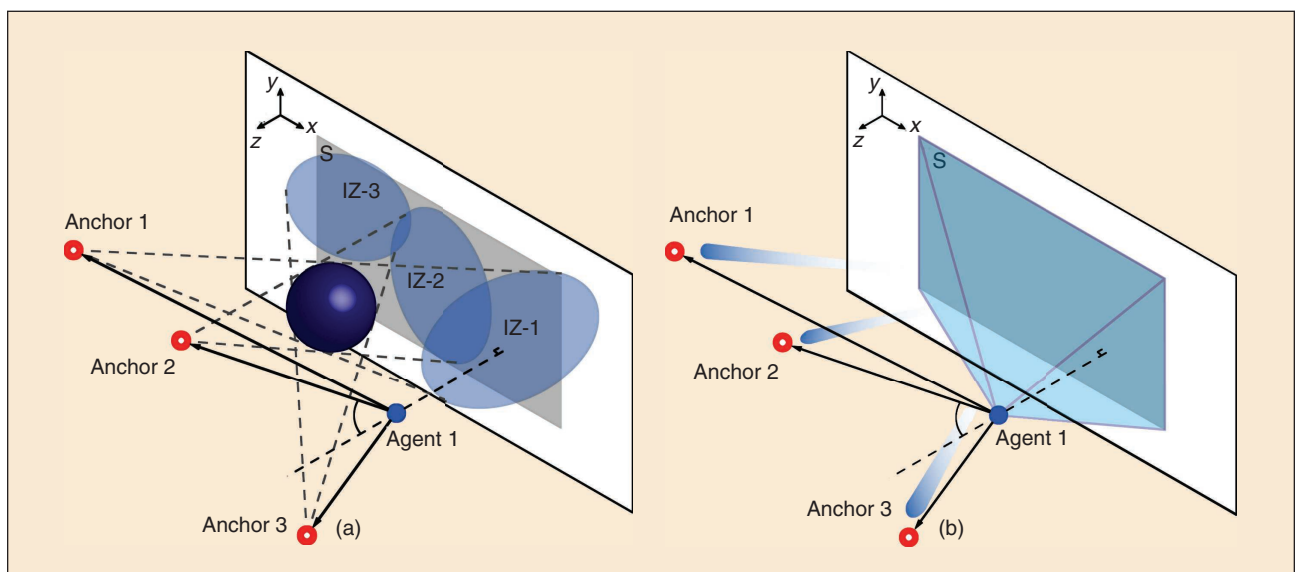 y
z
x
S
IZ-3
IZ-2
IZ-1
Anchor 1
Anchor 2
Agent 1
Anchor 3
(a)
y
z
x
S
Anchor 1
Anchor 2
Agent 1
Anchor 3
(b)